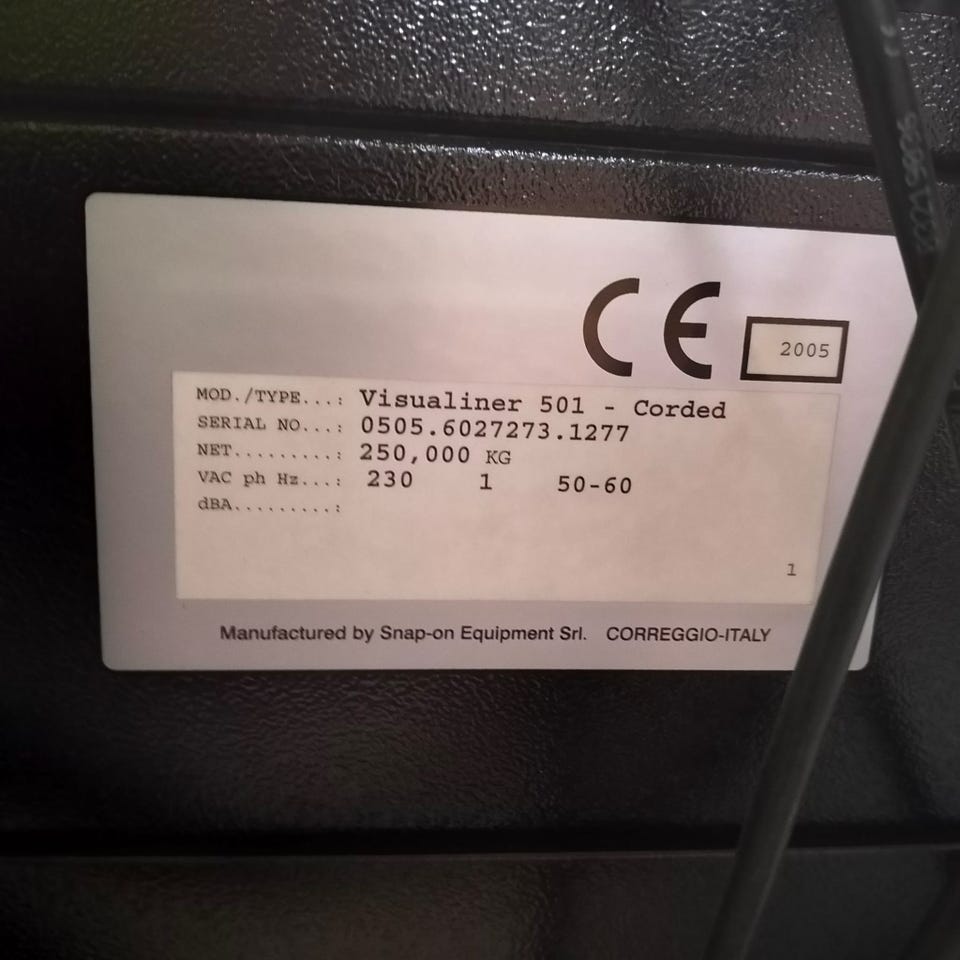 CE 2005
MOD./TYPE...: Visualiner 501 - Corded
SERIAL NO...: 0505.6027273.1277
NET.........: 250,000 KG
VAC ph Hz...: 230 1 50-60
dBA.........:
1
Manufactured by Snap-on Equipment Srl. CORREGGIO-ITALY